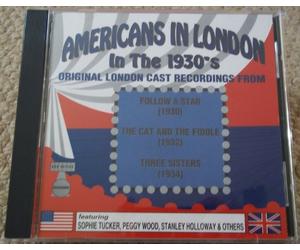 AMERICANS IN LONDON
In The 1930"s
ORIGINAL LONDON CAST RECORDINGS FROM
FOLLOW A STAR
(1930)
THE CAT AND THE FIDDLE
(1932)
THREE SISTERS
(1934)
featuring
SOPHIE TUCKER, PEGGY WOOD, STANLEY HOLLOWAY & OTHERS